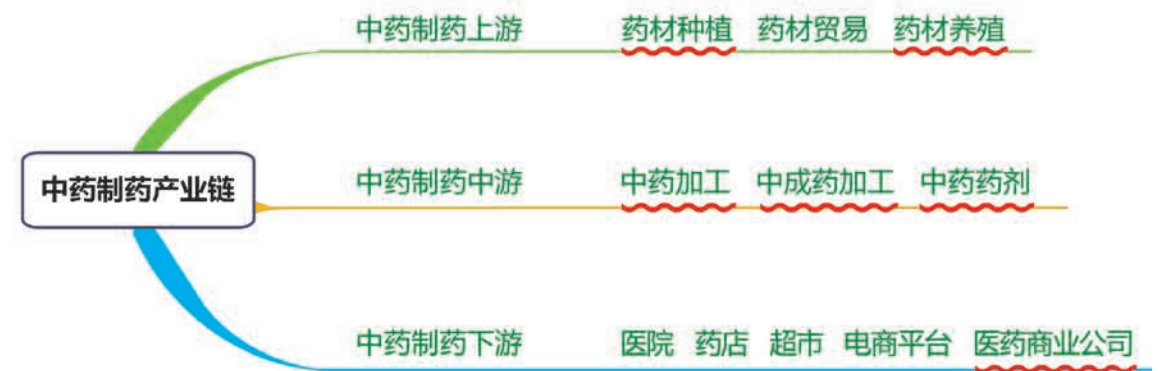 中药制药上游 药材种植 药材贸易 药材养殖
中药制药产业链
中药制药中游 中药加工 中成药加工 中药药剂
中药制药下游 医院 药店 超市 电商平台 医药商业公司